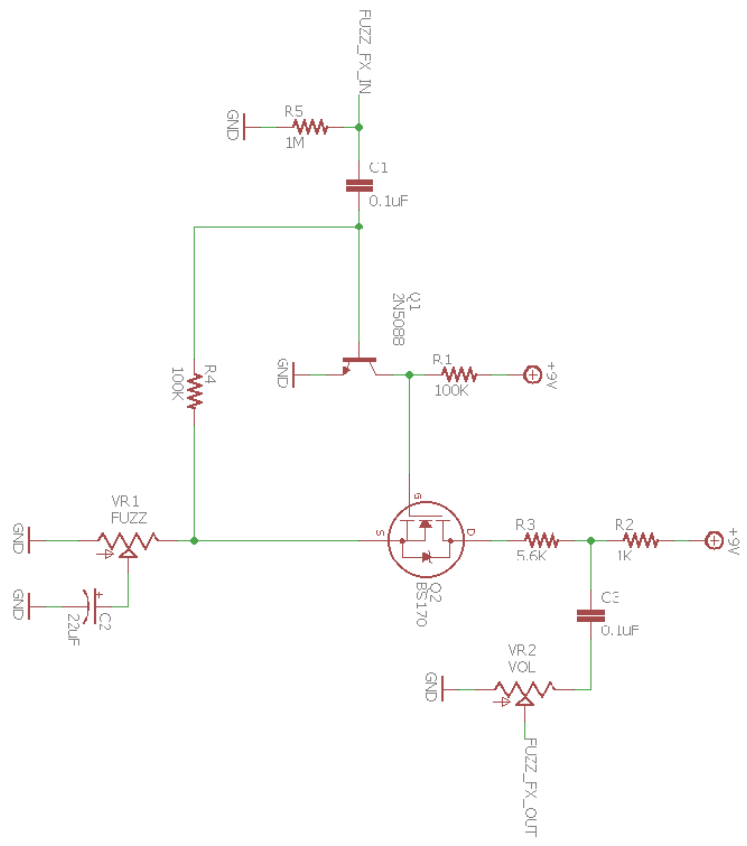 FUZZ_FX_IN
GND
R5
1M
C1
0.1uF
Q1
2N5088
GND
R1
100K
+9V
R4
100K
G
S
D
Q2
BS170
VR1
FUZZ
GND
R3
5.6K
R2
1K
+9V
GND
+
C2
22uF
C3
0.1uF
VR2
VOL
GND
FUZZ_FX_OUT